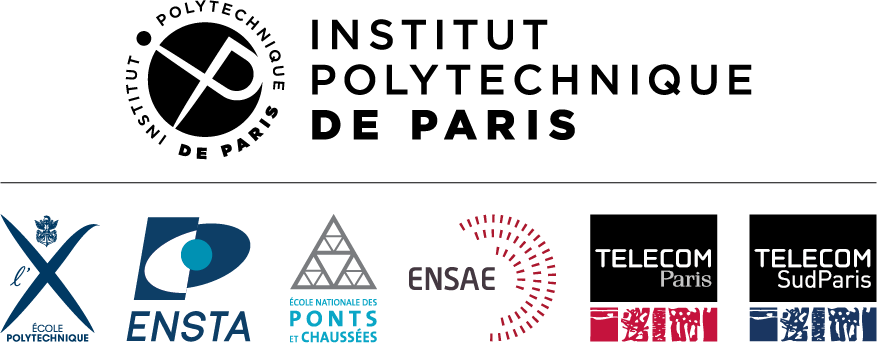 INSTITUT POLYTECHNIQUE DE PARIS
INSTITUT
POLYTECHNIQUE
DE PARIS
l'X
ÉCOLE
POLYTECHNIQUE
ENSTA
ÉCOLE NATIONALE DES
PONTS
ET CHAUSSÉES
ENSAE
TELECOM
Paris
TELECOM
SudParis